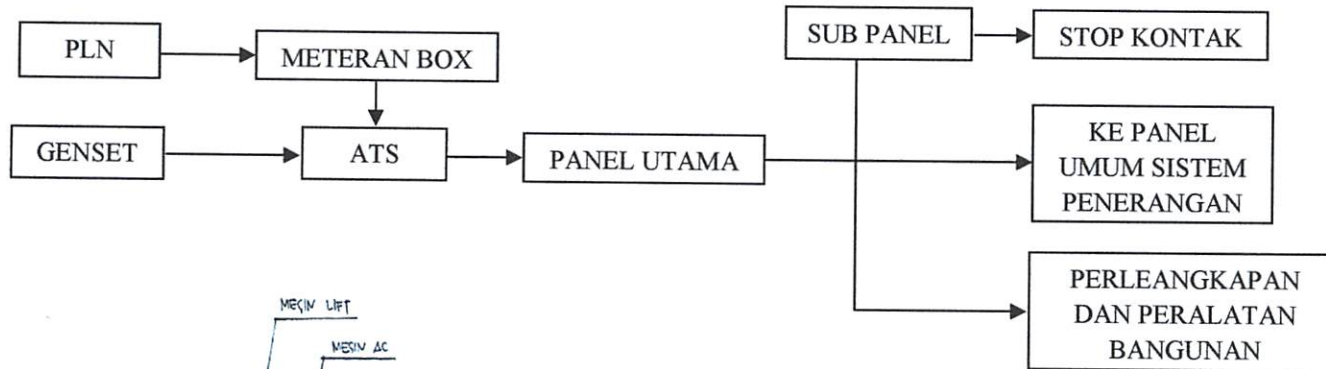 PLN
METERAN BOX
SUB PANEL
STOP KONTAK
GENSET
ATS
PANEL UTAMA
KE PANEL
UMUM SISTEM
PENERANGAN
PERLEANGKAPAN
DAN PERALATAN
BANGUNAN
MESIN LIFT
MESIN AC